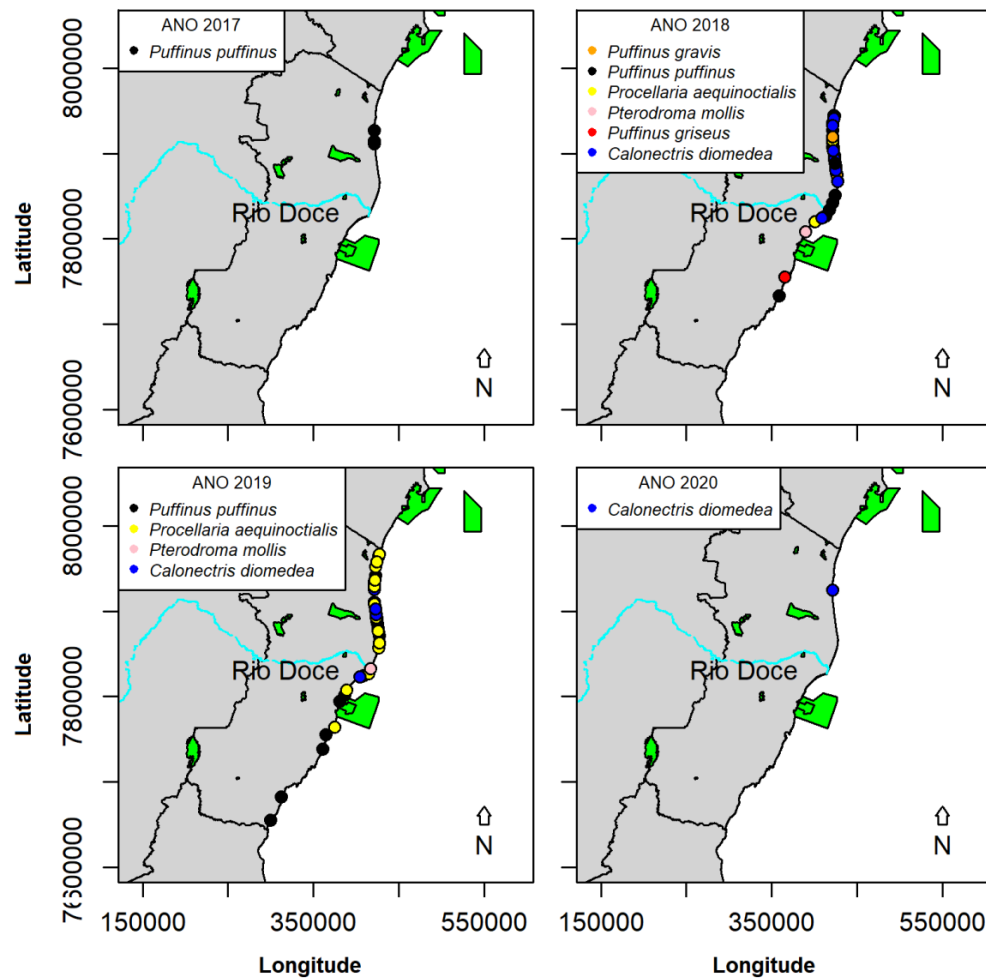 ANO 2017
Puffinus puffinus
Rio Doce
N
Latitude
8000000
7800000
7600000
ANO 2018
Puffinus gravis
Puffinus puffinus
Procellaria aequinoctialis
Pterodroma mollis
Puffinus griseus
Calonectris diomedea
Rio Doce
N
ANO 2019
Puffinus puffinus
Procellaria aequinoctialis
Pterodroma mollis
Calonectris diomedea
Rio Doce
N
Latitude
8000000
7800000
150000 350000 550000
Longitude
ANO 2020
Calonectris diomedea
Rio Doce
N
150000 350000 550000
Longitude